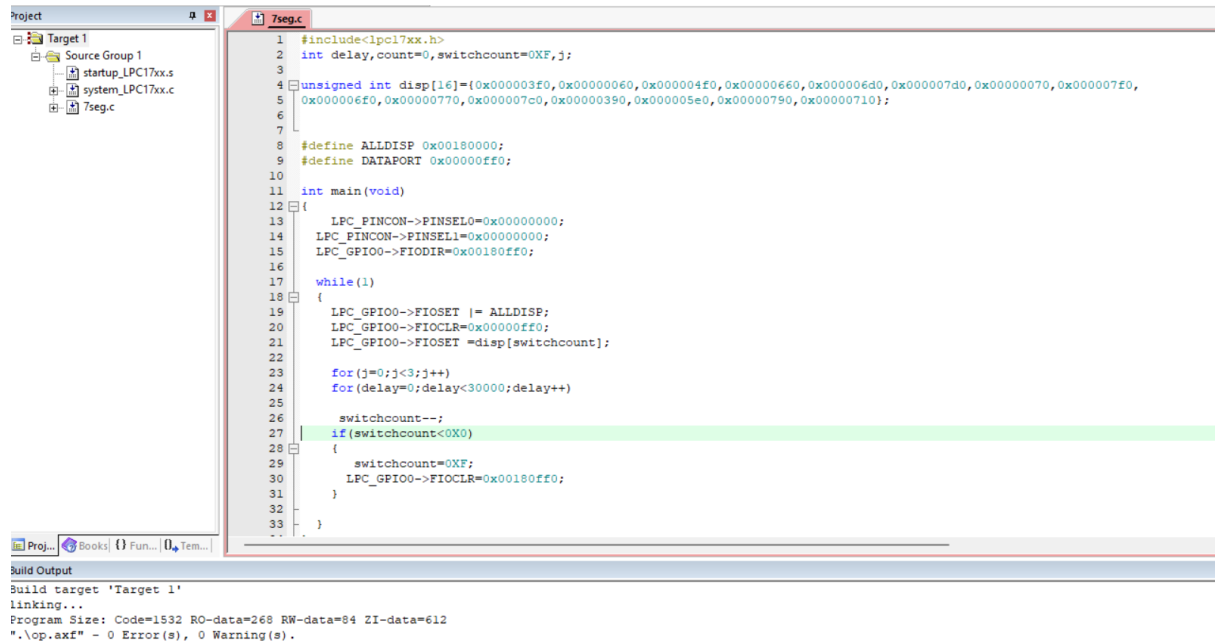 Project
Target 1
Source Group 1
startup_LPC17xx.s
system_LPC17xx.c
7seg.c
Proj...
Books
{} Fun...
Tem...
7seg.c
1 #include<lpc17xx.h>
2 int delay,count=0,switchcount=0XF,j;
3
4 unsigned int disp[16]={0x000003f0,0x00000060,0x000004f0,0x00000660,0x000006d0,0x000007d0,0x00000070,0x000007f0,
5 0x000006f0,0x00000770,0x000007c0,0x00000390,0x000005e0,0x00000790,0x00000710};
6
7
8 #define ALLDISP 0x00180000;
9 #define DATAPORT 0x00000ff0;
10
11 int main(void)
12 {
13 LPC_PINCON->PINSEL0=0x00000000;
14 LPC_PINCON->PINSEL1=0x00000000;
15 LPC_GPIO0->FIODIR=0x00180ff0;
16
17 while(1)
18 {
19 LPC_GPIO0->FIOSET |= ALLDISP;
20 LPC_GPIO0->FIOCLR=0x00000ff0;
21 LPC_GPIO0->FIOSET =disp[switchcount];
22
23 for(j=0;j<3;j++)
24 for(delay=0;delay<30000;delay++)
25
26 switchcount--;
27 if(switchcount<0X0)
28 {
29 switchcount=0XF;
30 LPC_GPIO0->FIOCLR=0x00180ff0;
31 }
32
33 }
Build Output
Build target 'Target 1'
linking...
Program Size: Code=1532 RO-data=268 RW-data=84 ZI-data=612
".\op.axf" - 0 Error(s), 0 Warning(s).